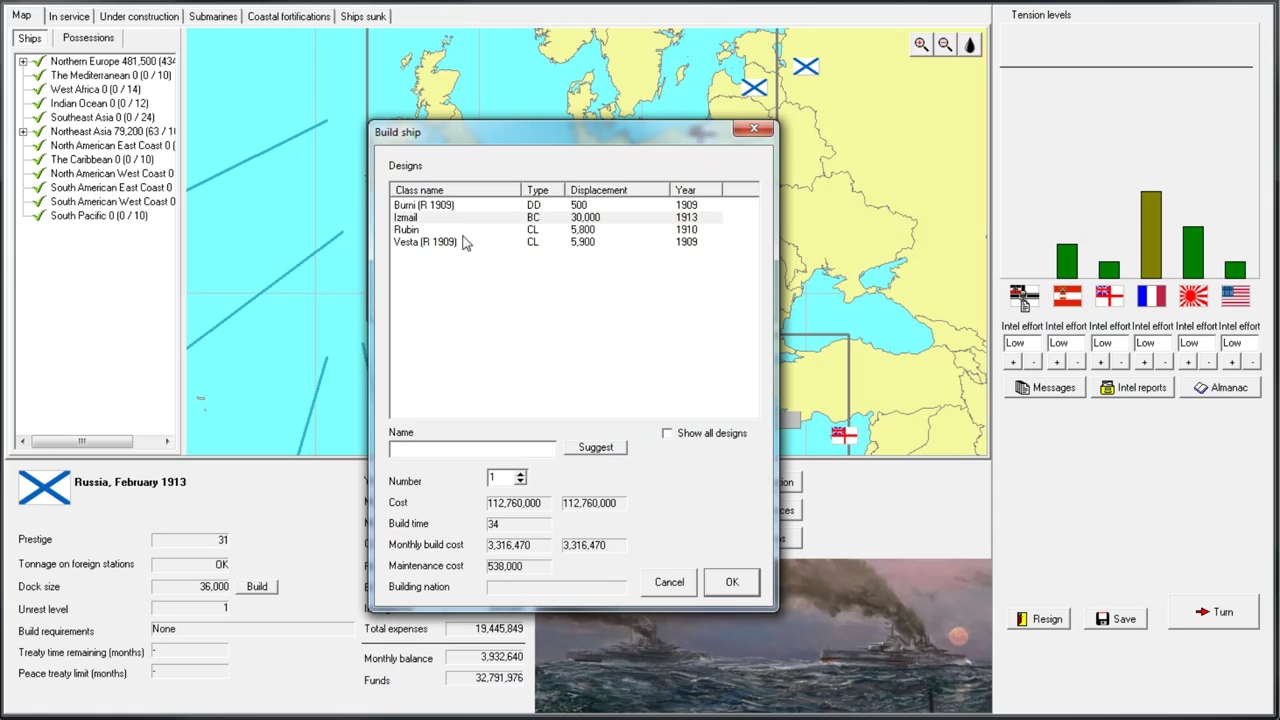 Map
In service
Under construction
Submarines
Coastal fortifications
Ships sunk
Ships
Possessions
Northern Europe 481,500 (434
The Mediterranean 0 (0 / 10)
West Africa 0 (0 / 14)
Indian Ocean 0 (0 / 12)
Southeast Asia 0 (0 / 24)
Northeast Asia 79,200 (63 / 1
North American East Coast 0 (
The Caribbean 0 (0 / 10)
North American West Coast 0
South American East Coast 0
South American West Coast 0
South Pacific 0 (0 / 10)
Build ship
Designs
Class name Type Displacement Year
Burni (R 1909) DD 500 1909
Izmail BC 30,000 1913
Rubin CL 5,800 1910
Vesta (R 1909) CL 5,900 1909
Name
Suggest
Show all designs
Number 1
Cost 112,760,000 112,760,000
Build time 34
Monthly build cost 3,316,470 3,316,470
Maintenance cost 538,000
Building nation
Cancel
OK
Tension levels
Intel effort Intel effort Intel effort Intel effort Intel effort Intel effort
Low Low Low Low Low Low
+ - + - + - + - + - + -
Messages
Intel reports
Almanac
Russia, February 1913
Prestige 31
Tonnage on foreign stations OK
Dock size 36,000 Build
Unrest level 1
Build requirements None
Treaty time remaining (months) -
Peace treaty limit (months) -
Total expenses 19,445,849
Monthly balance 3,932,640
Funds 32,791,976
Resign
Save
Turn